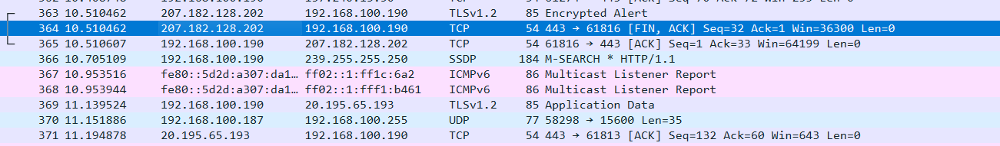 363 10.510462 207.182.128.202 192.168.100.190 TLSv1.2 85 Encrypted Alert
364 10.510462 207.182.128.202 192.168.100.190 TCP 54 443 → 61816 [FIN, ACK] Seq=32 Ack=1 Win=36300 Len=0
365 10.510607 192.168.100.190 207.182.128.202 TCP 54 61816 → 443 [ACK] Seq=1 Ack=33 Win=64199 Len=0
366 10.705109 192.168.100.190 239.255.255.250 SSDP 184 M-SEARCH * HTTP/1.1
367 10.953516 fe80::5d2d:a307:da1… ff02::1:ff1c:6a2 ICMPv6 86 Multicast Listener Report
368 10.953944 fe80::5d2d:a307:da1… ff02::1:fff1:b461 ICMPv6 86 Multicast Listener Report
369 11.139524 192.168.100.190 20.195.65.193 TLSv1.2 85 Application Data
370 11.151886 192.168.100.187 192.168.100.255 UDP 77 58298 → 15600 Len=35
371 11.194878 20.195.65.193 192.168.100.190 TCP 54 443 → 61813 [ACK] Seq=132 Ack=60 Win=643 Len=0